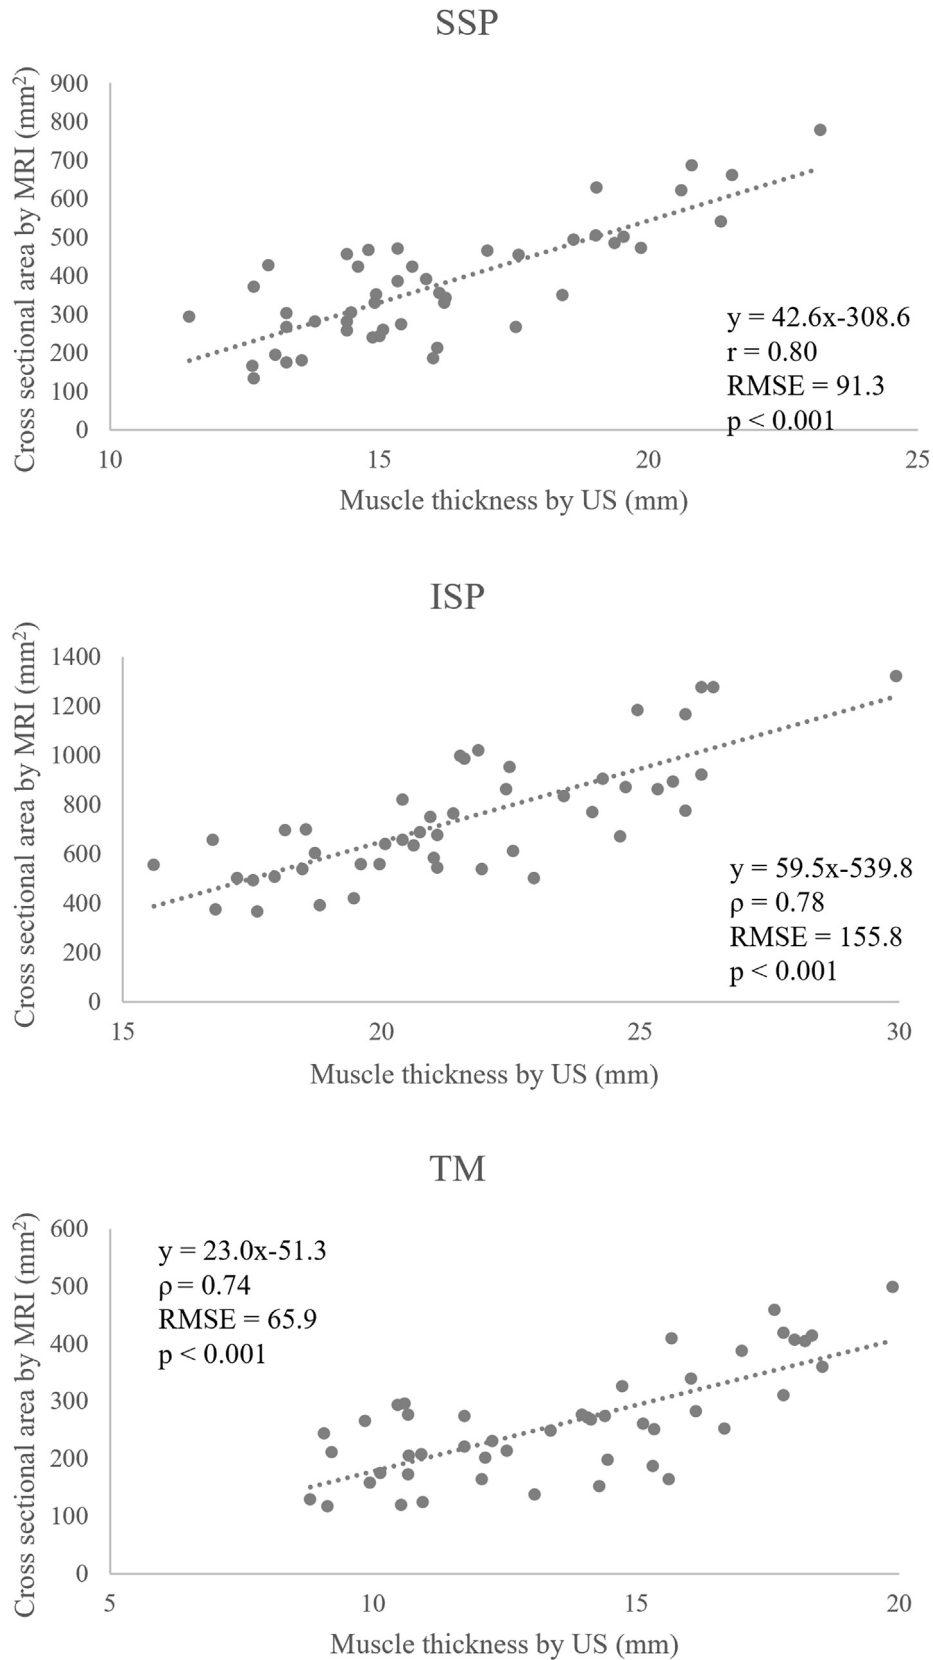 SSP
Cross sectional area by MRI (mm²)
900
800
700
600
500
400
300
200
100
0
y = 42.6x-308.6
r = 0.80
RMSE = 91.3
p < 0.001
10 15 20 25
Muscle thickness by US (mm)
ISP
Cross sectional area by MRI (mm²)
1400
1200
1000
800
600
400
200
0
y = 59.5x-539.8
ρ = 0.78
RMSE = 155.8
p < 0.001
15 20 25 30
Muscle thickness by US (mm)
TM
Cross sectional area by MRI (mm²)
600
500
400
300
200
100
0
y = 23.0x-51.3
ρ = 0.74
RMSE = 65.9
p < 0.001
5 10 15 20
Muscle thickness by US (mm)